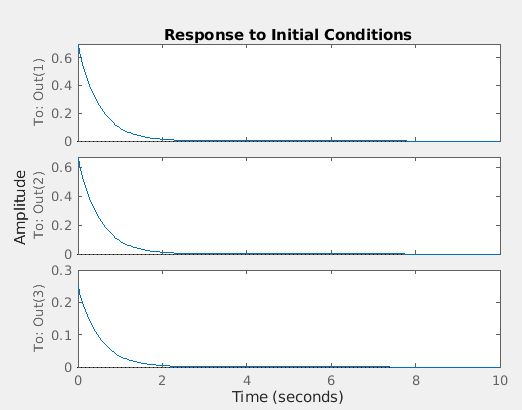 Response to Initial Conditions
To: Out(1)
0.6
0.4
0.2
0
Amplitude
To: Out(2)
0.6
0.4
0.2
0
To: Out(3)
0.3
0.2
0.1
0
0 2 4 6 8 10
Time (seconds)